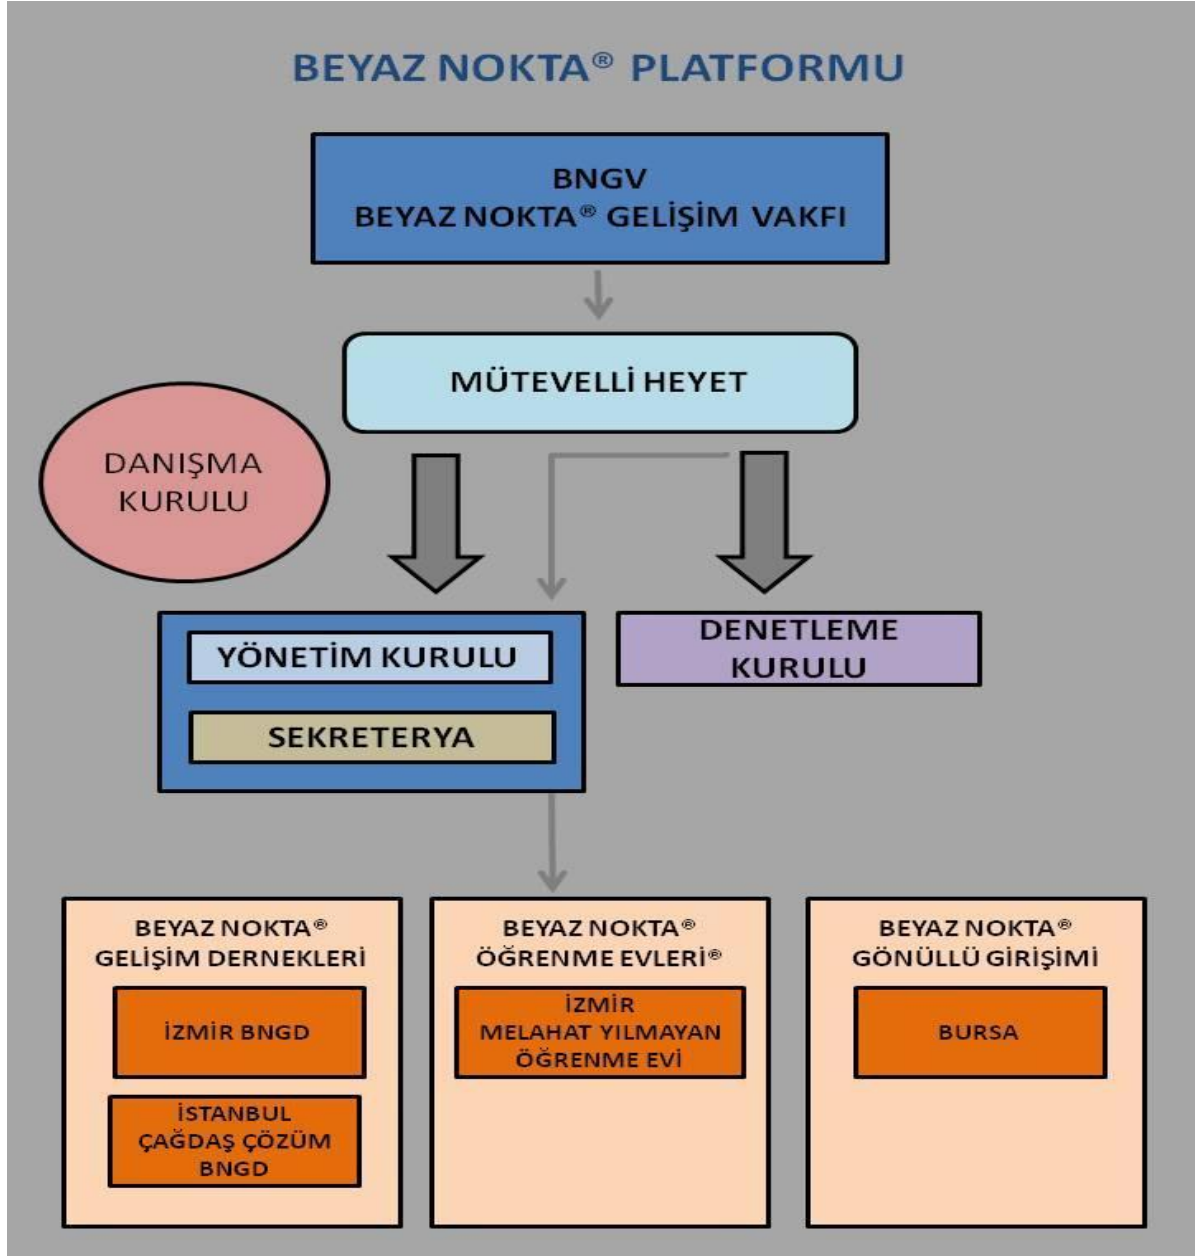 BEYAZ NOKTA® PLATFORMU
BNGV
BEYAZ NOKTA® GELİŞİM VAKFI
MÜTEVELLİ HEYET
DANIŞMA
KURULU
YÖNETİM KURULU
SEKRETERYA
DENETLEME
KURULU
BEYAZ NOKTA®
GELİŞİM DERNEKLERİ
İZMİR BNGD
İSTANBUL
ÇAĞDAŞ ÇÖZÜM
BNGD
BEYAZ NOKTA®
ÖĞRENME EVLERİ®
İZMİR
MELAHAT YILMAYAN
ÖĞRENME EVİ
BEYAZ NOKTA®
GÖNÜLLÜ GİRİŞİMİ
BURSA